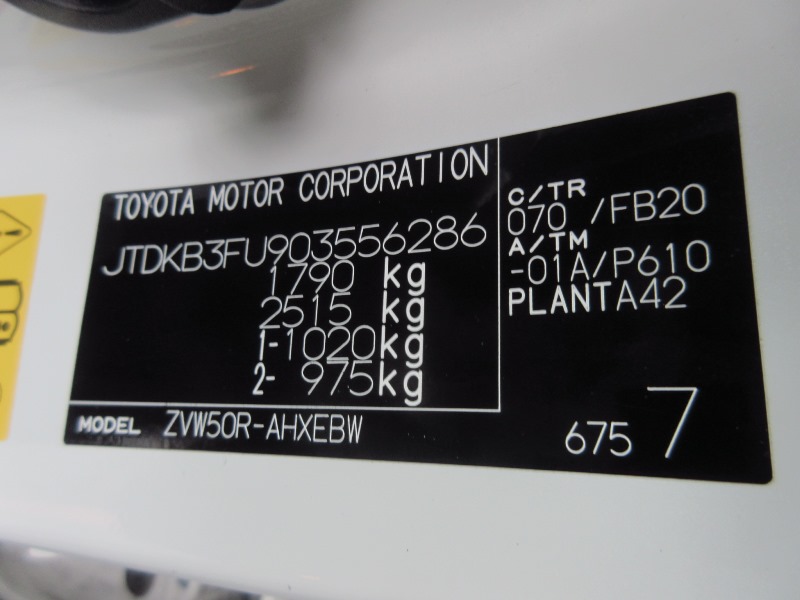 TOYOTA MOTOR CORPORATION
JTDKB3FU903556286
1790 kg
2515 kg
1-1020kg
2- 975kg
MODEL ZVW50R-AHXEBW
C/TR
070 /FB20
A/TM
-01A/P610
PLANTA42
675 7